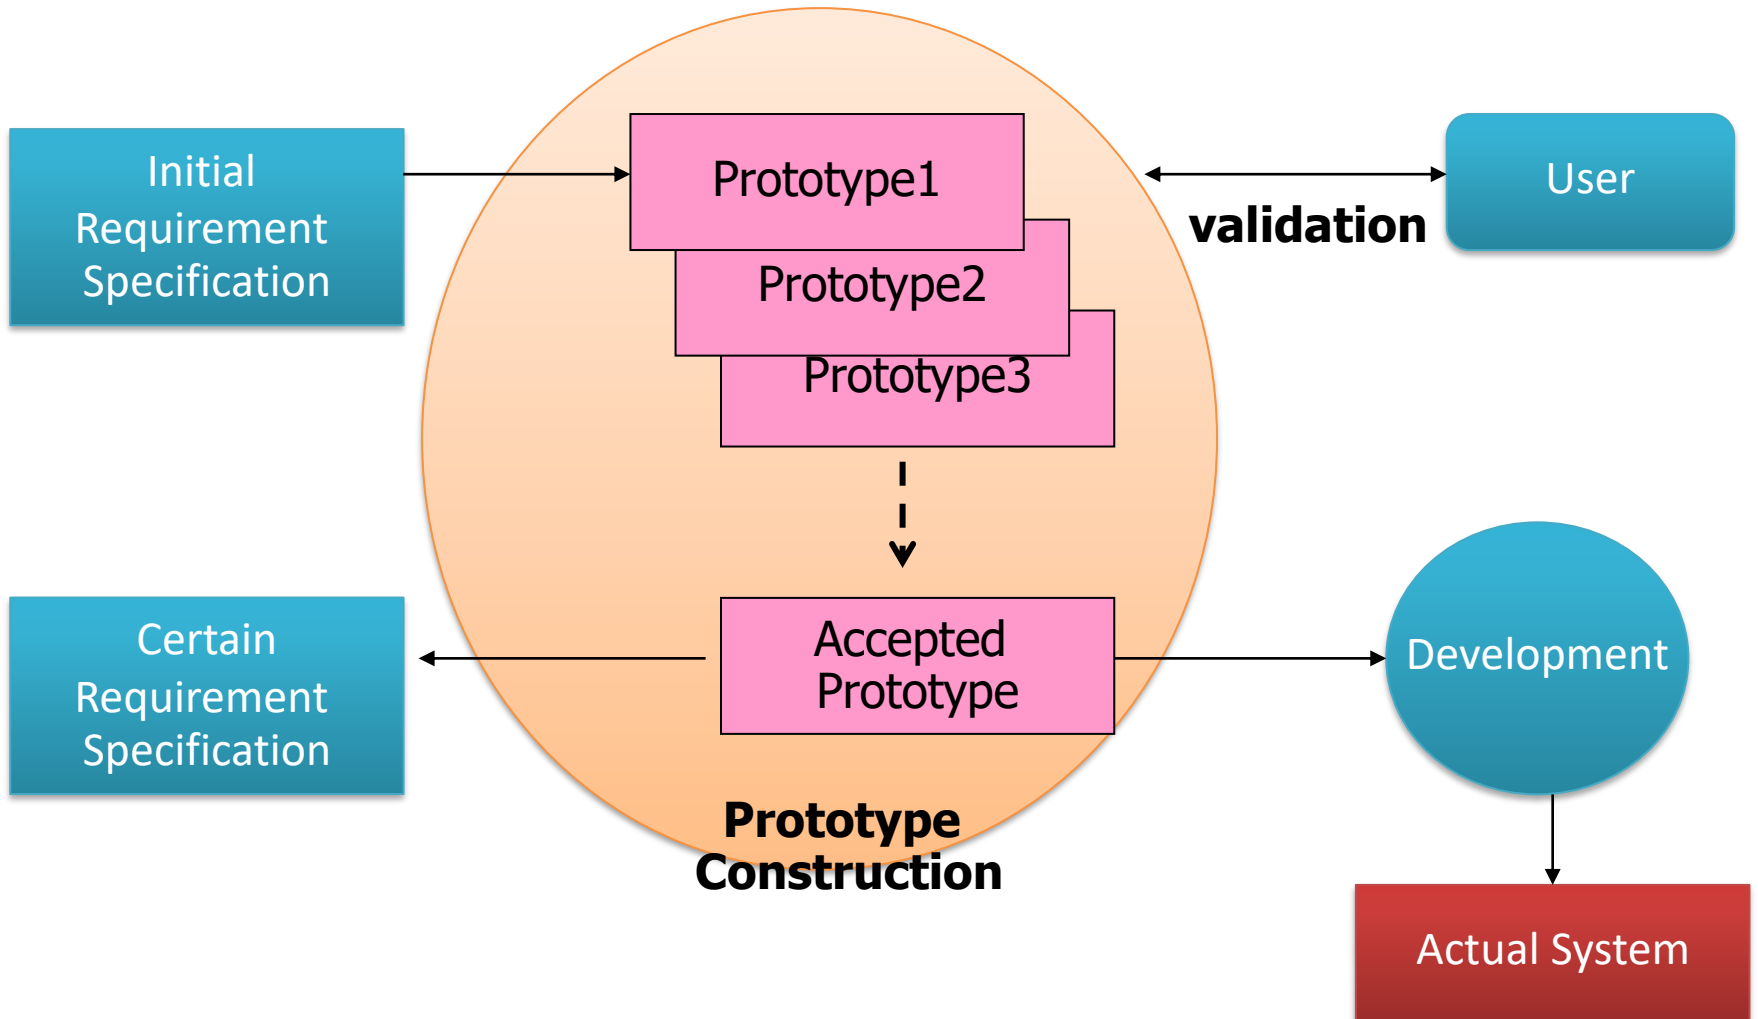 Initial
Requirement
Specification
Prototype1
Prototype2
Prototype3
validation
User
Certain
Requirement
Specification
Accepted
Prototype
Development
Prototype
Construction
Actual System